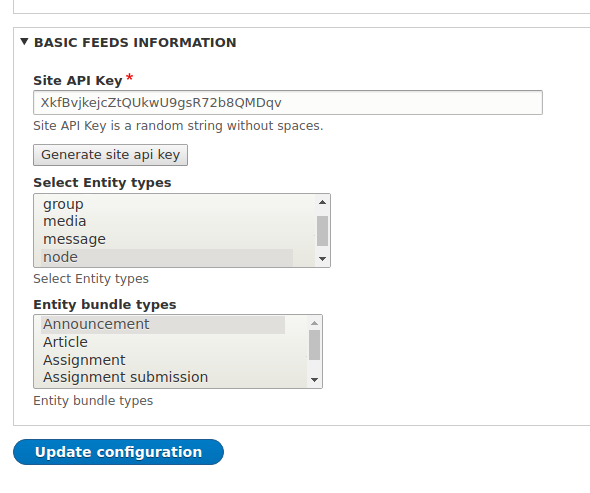 BASIC FEEDS INFORMATION
Site API Key *
XkfBvjkejcZtQUkwU9gsR72b8QMDqv
Site API Key is a random string without spaces.
Generate site api key
Select Entity types
group
media
message
node
Select Entity types
Entity bundle types
Announcement
Article
Assignment
Assignment submission
Entity bundle types
Update configuration